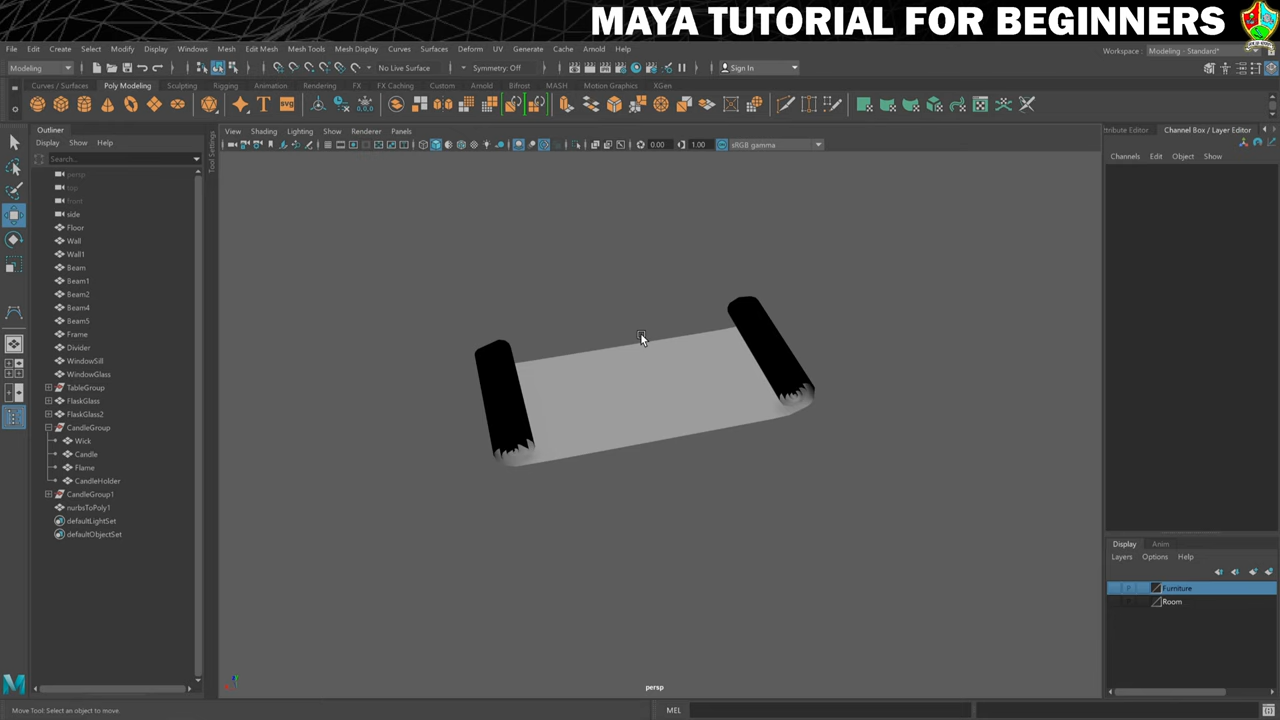 MAYA TUTORIAL FOR BEGINNERS
File Edit Create Select Modify Display Windows Mesh Edit Mesh Mesh Tools Mesh Display Curves Surfaces Deform UV Generate Cache Arnold Help
Workspace : Modeling - Standard*
Modeling No Live Surface Symmetry: Off Sign In
Curves / Surfaces Poly Modeling Sculpting Rigging Animation Rendering FX FX Caching Custom Arnold Bifrost MASH Motion Graphics XGen
Outliner
Display Show Help
Search...
Tool Settings
View Shading Lighting Show Renderer Panels
0.00 1.00 sRGB gamma
ttribute Editor Channel Box / Layer Editor
Channels Edit Object Show
persp
top
front
side
Floor
Wall
Wall1
Beam
Beam1
Beam2
Beam4
Beam5
Frame
Divider
WindowSill
WindowGlass
TableGroup
FlaskGlass
FlaskGlass2
CandleGroup
Wick
Candle
Flame
CandleHolder
CandleGroup1
nurbsToPoly1
defaultLightSet
defaultObjectSet
persp
Display Anim
Layers Options Help
P Furniture
P Room
Move Tool: Select an object to move.
MEL